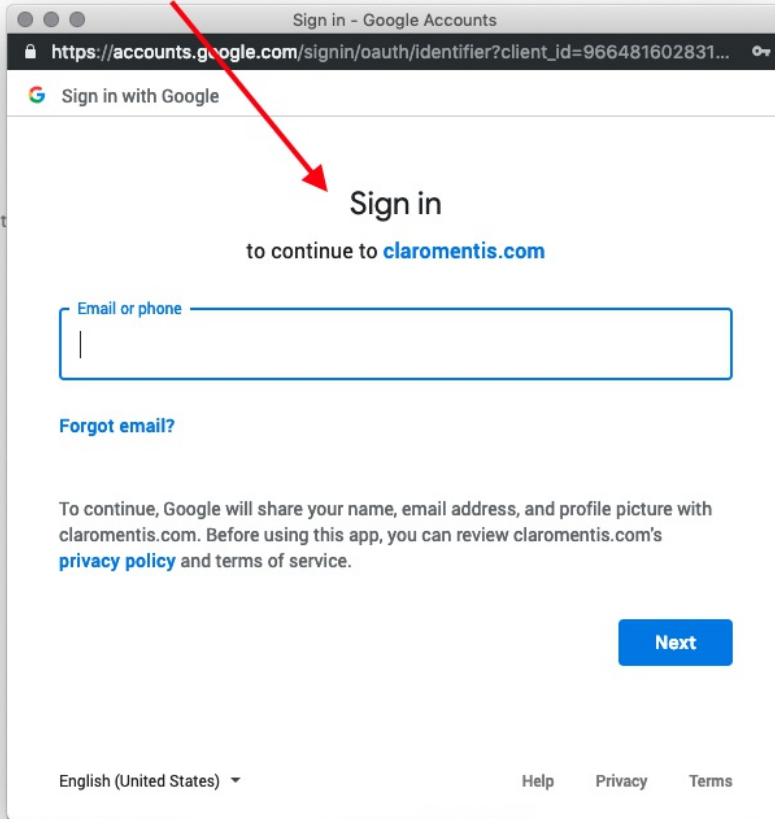 Sign in - Google Accounts
https://accounts.google.com/signin/oauth/identifier?client_id=966481602831...
Sign in with Google
Sign in
to continue to claromentis.com
Email or phone
Forgot email?
To continue, Google will share your name, email address, and profile picture with
claromentis.com. Before using this app, you can review claromentis.com's
privacy policy and terms of service.
Next
English (United States)
Help Privacy Terms